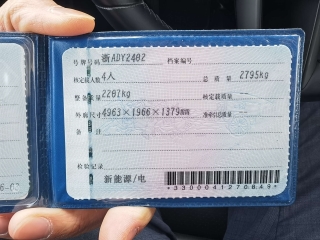 号牌号码 浙ADY2402 档案编号
核定载人数 4人 总质量 2795kg
整备质量 2207kg 核定载质量
外廓尺寸 4963×1966×1379mm 准牵引总质量
备注
检验记录
新能源/电
*3300041270849*